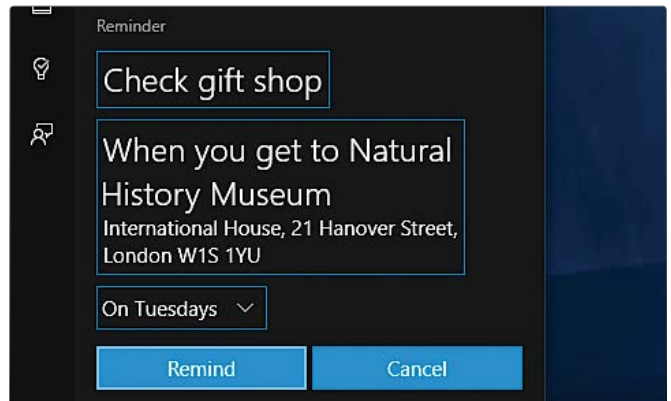 Reminder
Check gift shop
When you get to Natural
History Museum
International House, 21 Hanover Street,
London W1S 1YU
On Tuesdays
Remind Cancel